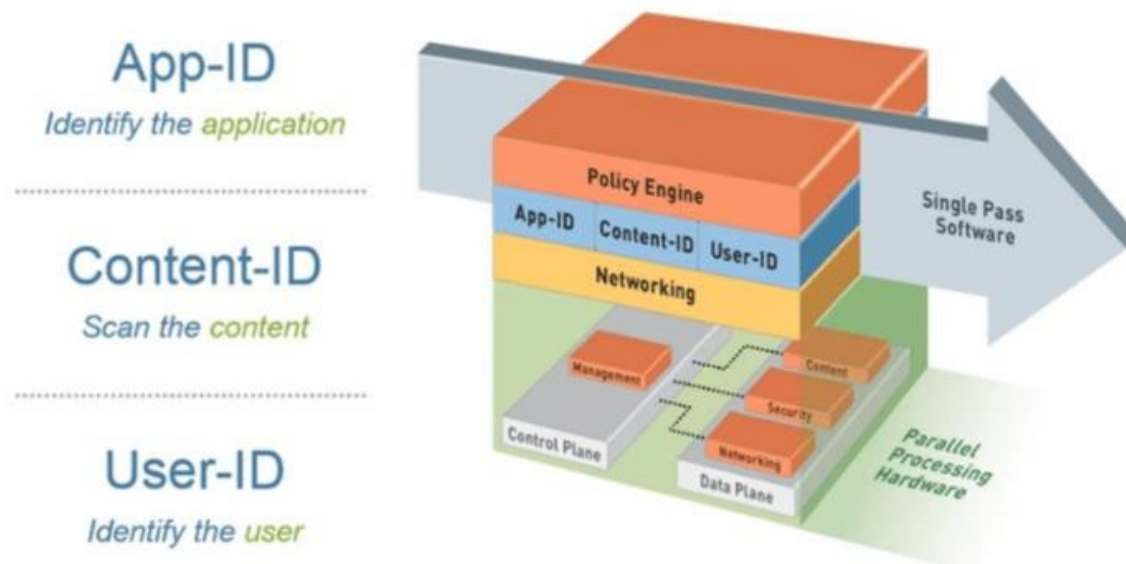 App-ID
Identify the application
Content-ID
Scan the content
User-ID
Identify the user
Policy Engine
App-ID
Content-ID
User-ID
Networking
Single Pass
Software
Management
Control Plane
Content
Security
Networking
Data Plane
Parallel
Processing
Hardware